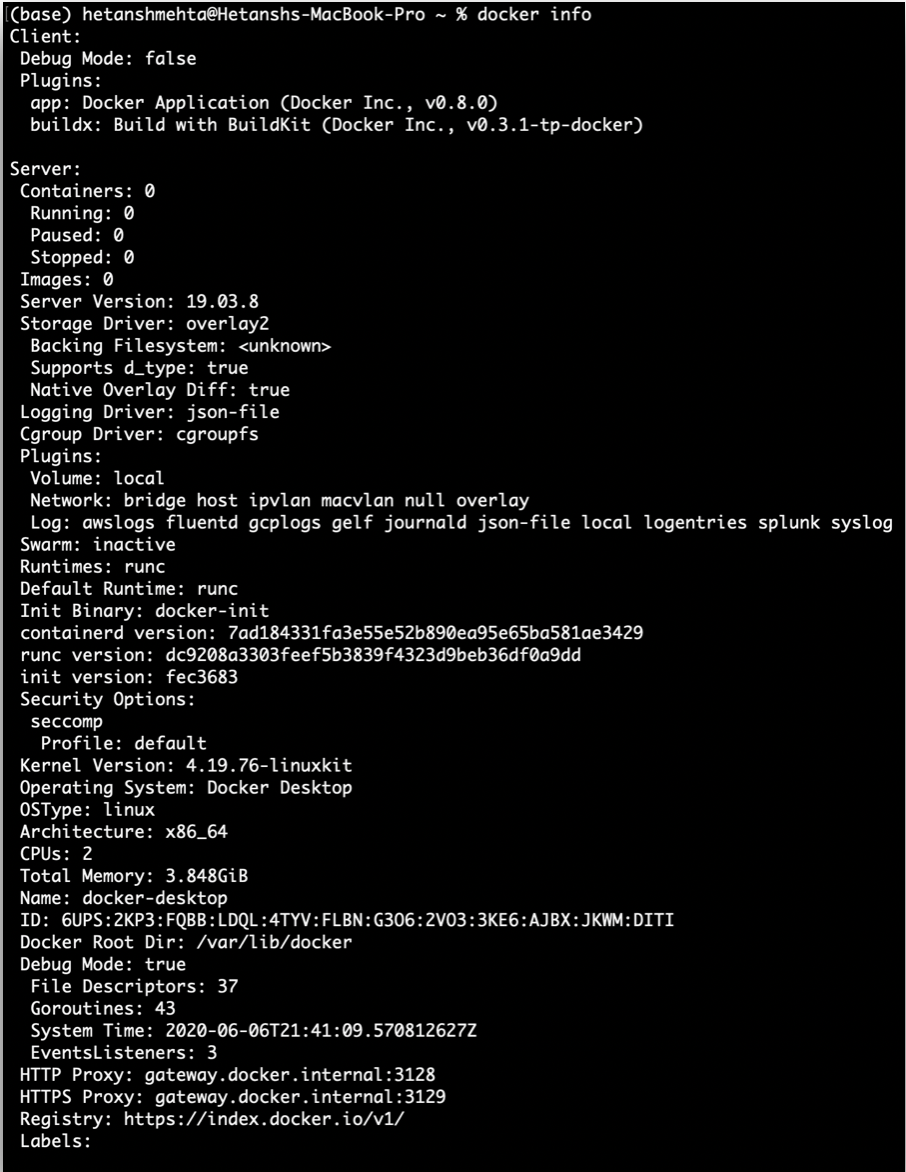 (base) hetanshmehta@Hetanshs-MacBook-Pro ~ % docker info
Client:
 Debug Mode: false
 Plugins:
  app: Docker Application (Docker Inc., v0.8.0)
  buildx: Build with BuildKit (Docker Inc., v0.3.1-tp-docker)

Server:
 Containers: 0
  Running: 0
  Paused: 0
  Stopped: 0
 Images: 0
 Server Version: 19.03.8
 Storage Driver: overlay2
  Backing Filesystem: <unknown>
  Supports d_type: true
  Native Overlay Diff: true
 Logging Driver: json-file
 Cgroup Driver: cgroupfs
 Plugins:
  Volume: local
  Network: bridge host ipvlan macvlan null overlay
  Log: awslogs fluentd gcplogs gelf journald json-file local logentries splunk syslog
 Swarm: inactive
 Runtimes: runc
 Default Runtime: runc
 Init Binary: docker-init
 containerd version: 7ad184331fa3e55e52b890ea95e65ba581ae3429
 runc version: dc9208a3303feef5b3839f4323d9beb36df0a9dd
 init version: fec3683
 Security Options:
  seccomp
   Profile: default
 Kernel Version: 4.19.76-linuxkit
 Operating System: Docker Desktop
 OSType: linux
 Architecture: x86_64
 CPUs: 2
 Total Memory: 3.848GiB
 Name: docker-desktop
 ID: 6UPS:2KP3:FQBB:LDQL:4TYV:FLBN:G3O6:2VO3:3KE6:AJBX:JKWM:DITI
 Docker Root Dir: /var/lib/docker
 Debug Mode: true
  File Descriptors: 37
  Goroutines: 43
  System Time: 2020-06-06T21:41:09.570812627Z
  EventsListeners: 3
 HTTP Proxy: gateway.docker.internal:3128
 HTTPS Proxy: gateway.docker.internal:3129
 Registry: https://index.docker.io/v1/
 Labels: